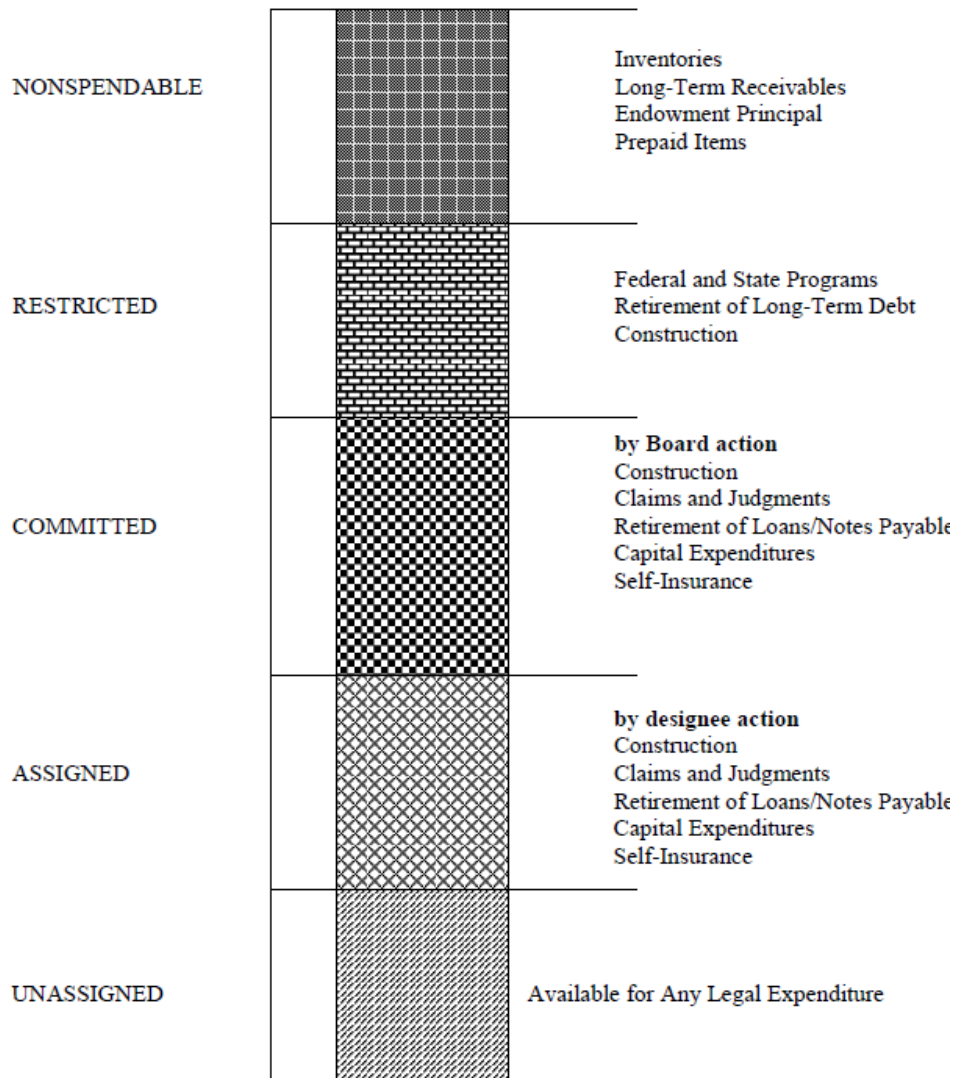 NONSPENDABLE
Inventories
Long-Term Receivables
Endowment Principal
Prepaid Items
RESTRICTED
Federal and State Programs
Retirement of Long-Term Debt
Construction
COMMITTED
by Board action
Construction
Claims and Judgments
Retirement of Loans/Notes Payable
Capital Expenditures
Self-Insurance
ASSIGNED
by designee action
Construction
Claims and Judgments
Retirement of Loans/Notes Payable
Capital Expenditures
Self-Insurance
UNASSIGNED
Available for Any Legal Expenditure